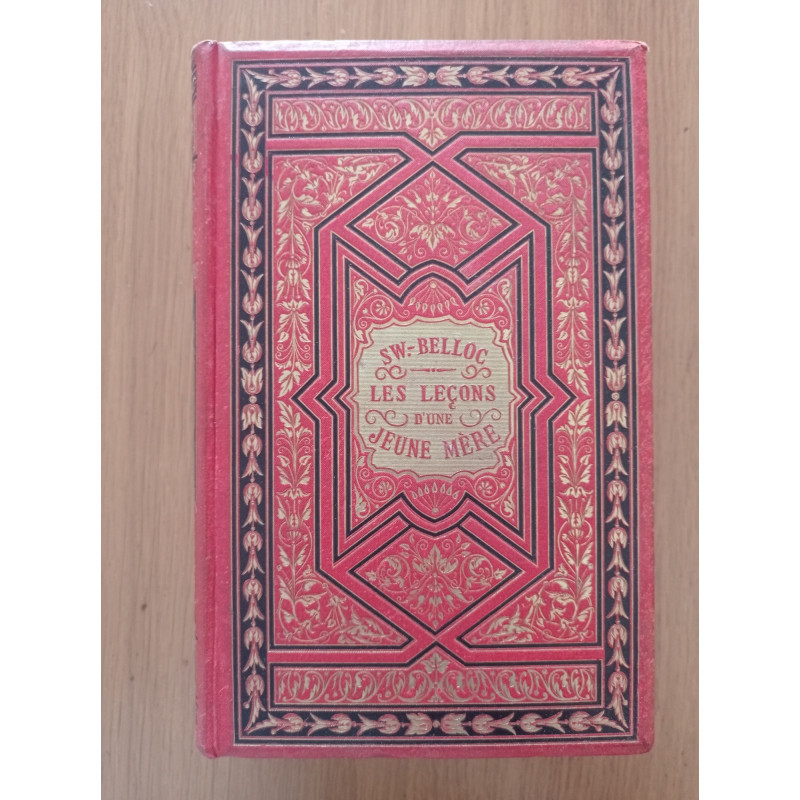 SW.-BELLOC
LES LEÇONS
D'UNE
JEUNE MÈRE